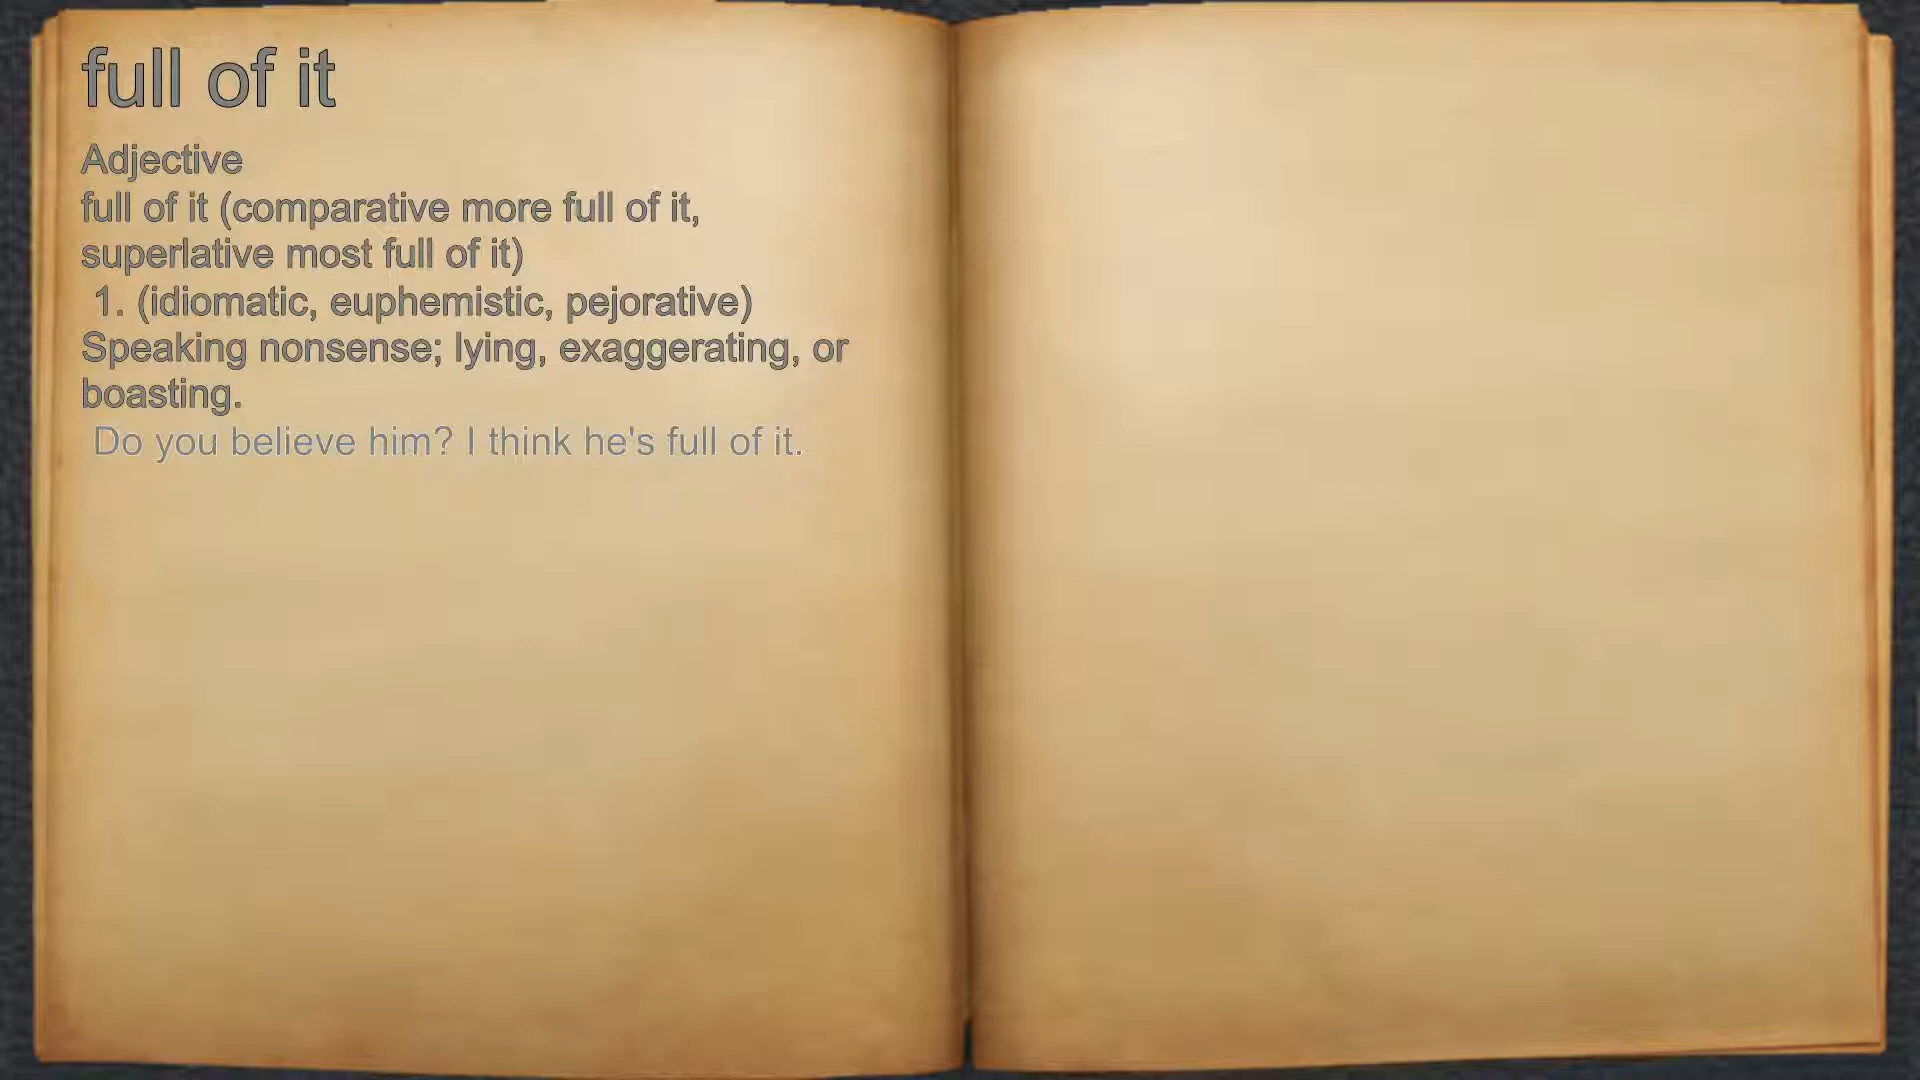 full of it
Adjective
full of it (comparative more full of it,
superlative most full of it)
1. (idiomatic, euphemistic, pejorative)
Speaking nonsense; lying, exaggerating, or
boasting.
Do you believe him? I think he's full of it.